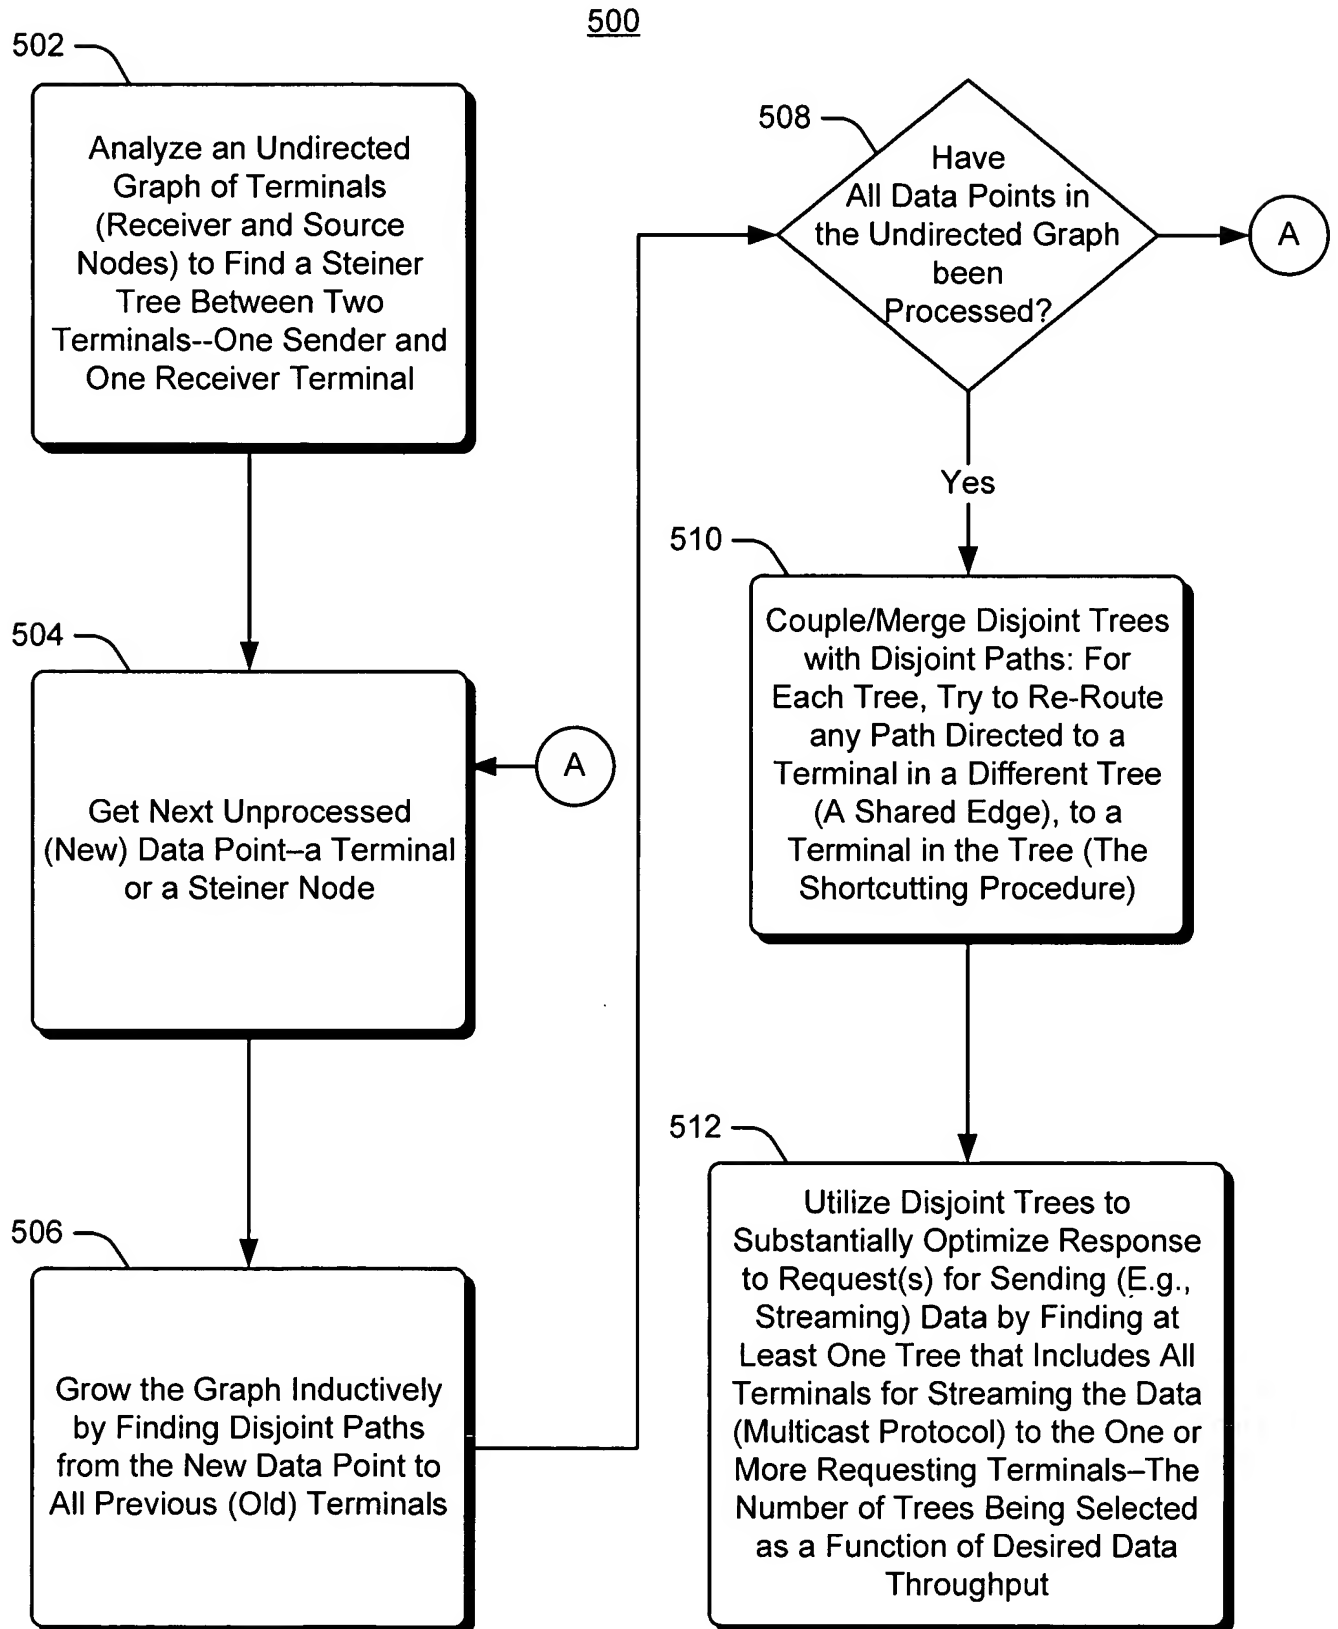 500
502
Analyze an Undirected
Graph of Terminals
(Receiver and Source
Nodes) to Find a Steiner
Tree Between Two
Terminals--One Sender and
One Receiver Terminal
504
Get Next Unprocessed
(New) Data Point–a Terminal
or a Steiner Node
A
506
Grow the Graph Inductively
by Finding Disjoint Paths
from the New Data Point to
All Previous (Old) Terminals
508
Have
All Data Points in
the Undirected Graph
been
Processed?
A
Yes
510
Couple/Merge Disjoint Trees
with Disjoint Paths: For
Each Tree, Try to Re-Route
any Path Directed to a
Terminal in a Different Tree
(A Shared Edge), to a
Terminal in the Tree (The
Shortcutting Procedure)
512
Utilize Disjoint Trees to
Substantially Optimize Response
to Request(s) for Sending (E.g.,
Streaming) Data by Finding at
Least One Tree that Includes All
Terminals for Streaming the Data
(Multicast Protocol) to the One or
More Requesting Terminals–The
Number of Trees Being Selected
as a Function of Desired Data
Throughput